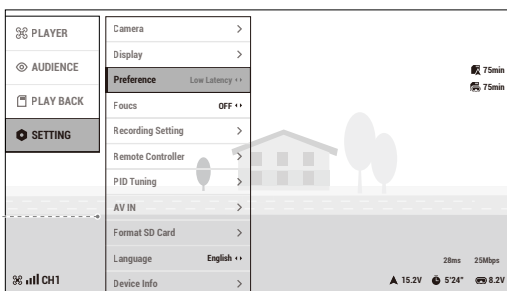 PLAYER
AUDIENCE
PLAY BACK
SETTING
Camera
Display
Preference Low Latency
Foucs OFF
Recording Setting
Remote Controller
PID Tuning
AV IN
Format SD Card
Language English
Device Info
75min
75min
28ms 25Mbps
CH1
15.2V 5'24" 8.2V